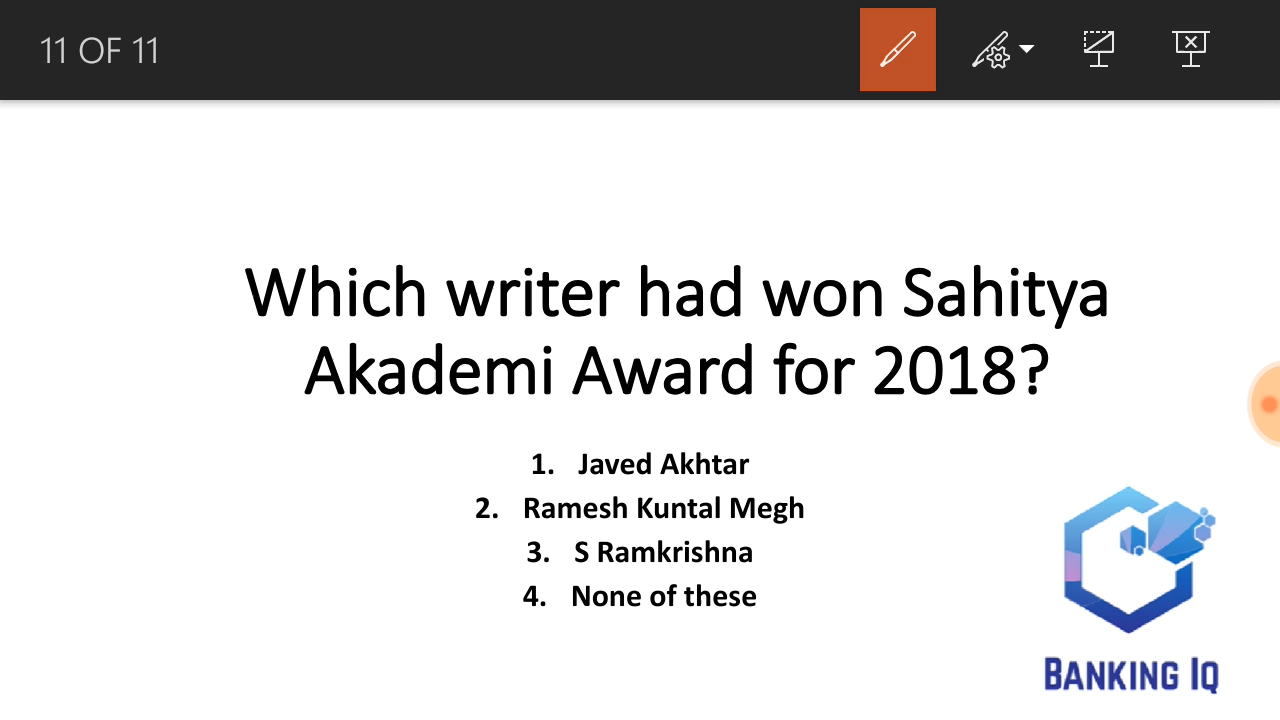 11 OF 11
Which writer had won Sahitya
Akademi Award for 2018?
1. Javed Akhtar
2. Ramesh Kuntal Megh
3. S Ramkrishna
4. None of these
BANKING IQ